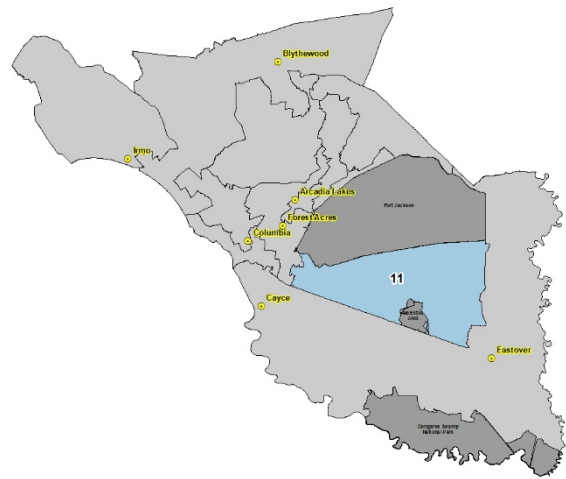 Blythewood
Irmo
Arcadia Lakes
Fort Jackson
Forest Acres
Columbia
11
Cayce
Eastover
Congaree Swamp
National Park